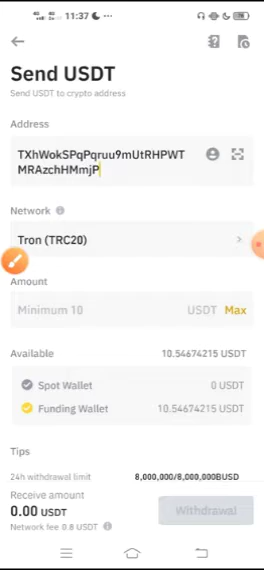 11:37
Send USDT
Send USDT to crypto address
Address
TXhWokSPqPqruu9mUtRHPWT
MRAzchHMmjP
Network
Tron (TRC20)
Amount
Minimum 10 USDT Max
Available 10.54674215 USDT
Spot Wallet 0 USDT
Funding Wallet 10.54674215 USDT
Tips
24h withdrawal limit 8,000,000/8,000,000BUSD
Receive amount
0.00 USDT
Withdrawal
Network fee 0.8 USDT